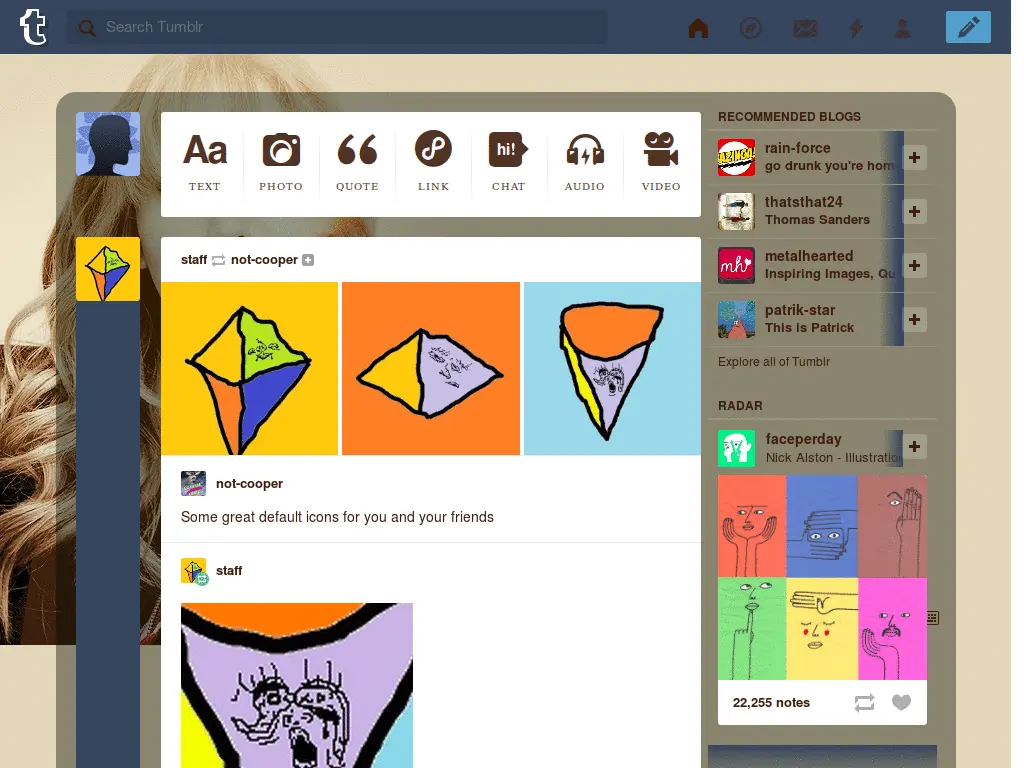 t
Search Tumblr
Aa
TEXT
PHOTO
QUOTE
LINK
hi!
CHAT
AUDIO
VIDEO
staff not-cooper
not-cooper
Some great default icons for you and your friends
staff
RECOMMENDED BLOGS
BAZINGA!
rain-force
go drunk you're hom
thatsthat24
Thomas Sanders
mh
metalhearted
Inspiring Images, Qu
patrik-star
This is Patrick
Explore all of Tumblr
RADAR
faceperday
Nick Alston - Illustratio
22,255 notes